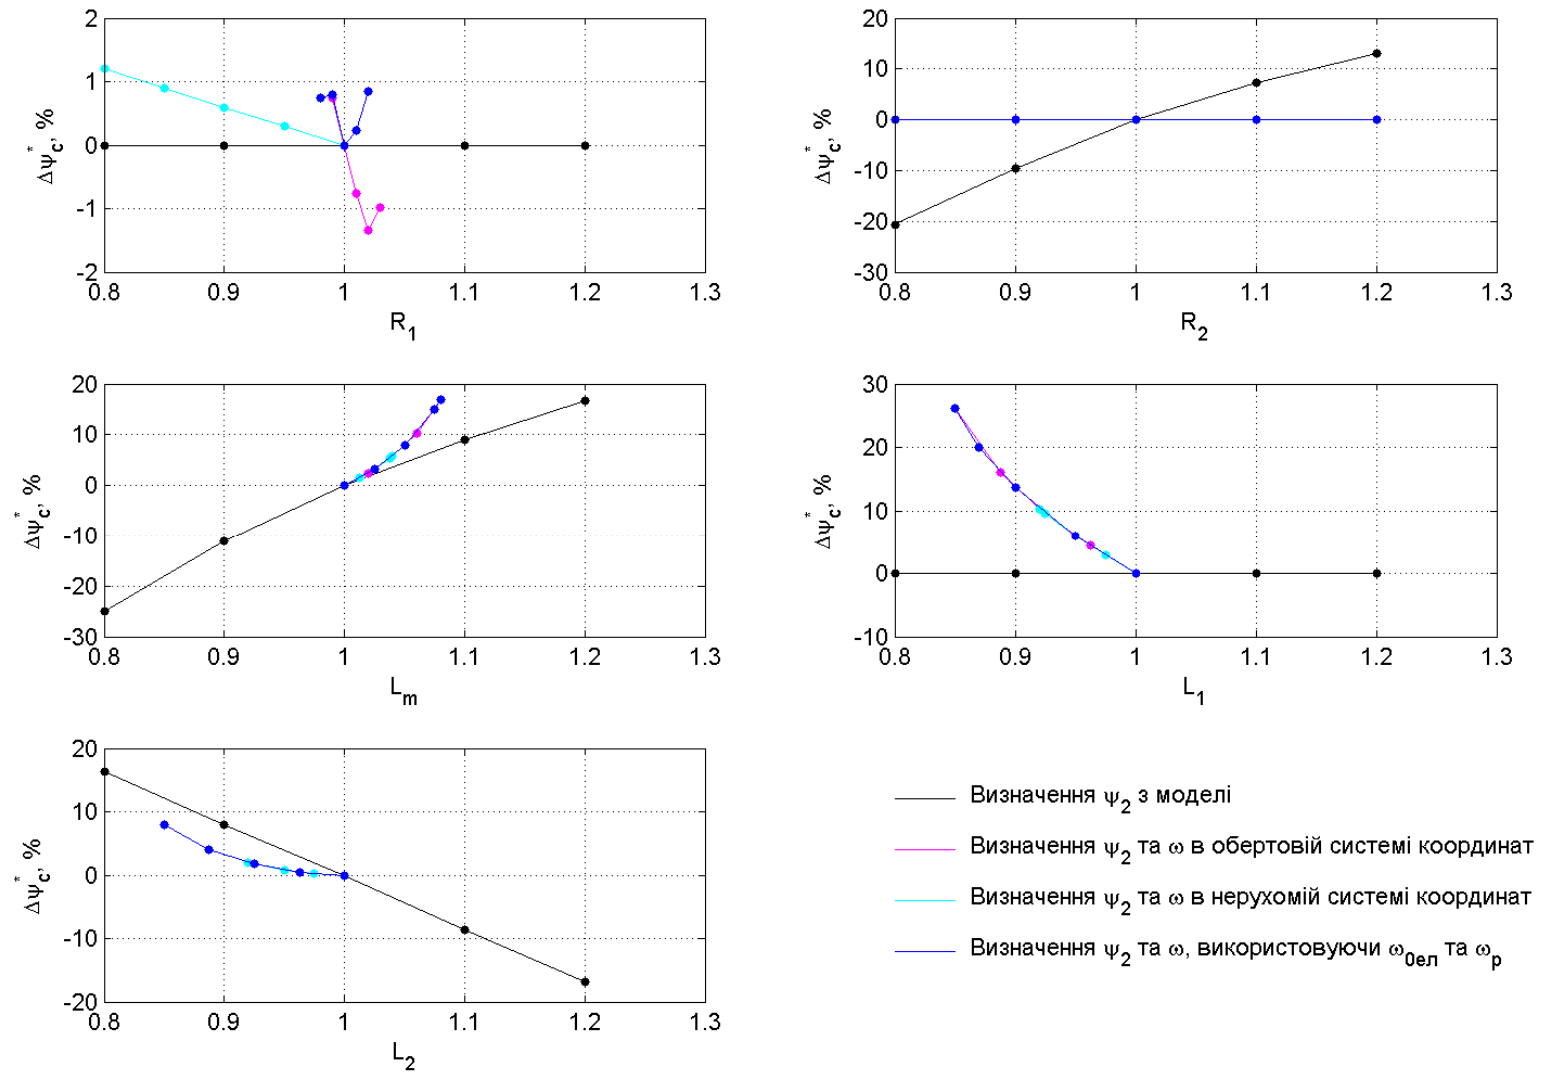 2
1
0
-1
-2
0.8 0.9 1 1.1 1.2 1.3
Δψc*, %
R1
20
10
0
-10
-20
-30
0.8 0.9 1 1.1 1.2 1.3
Δψc*, %
R2
20
10
0
-10
-20
-30
0.8 0.9 1 1.1 1.2 1.3
Δψc*, %
Lm
30
20
10
0
-10
0.8 0.9 1 1.1 1.2 1.3
Δψc*, %
L1
20
10
0
-10
-20
0.8 0.9 1 1.1 1.2 1.3
Δψc*, %
L2
Визначення ψ2 з моделі
Визначення ψ2 та ω в обертовій системі координат
Визначення ψ2 та ω в нерухомій системі координат
Визначення ψ2 та ω, використовуючи ω0ел та ωр